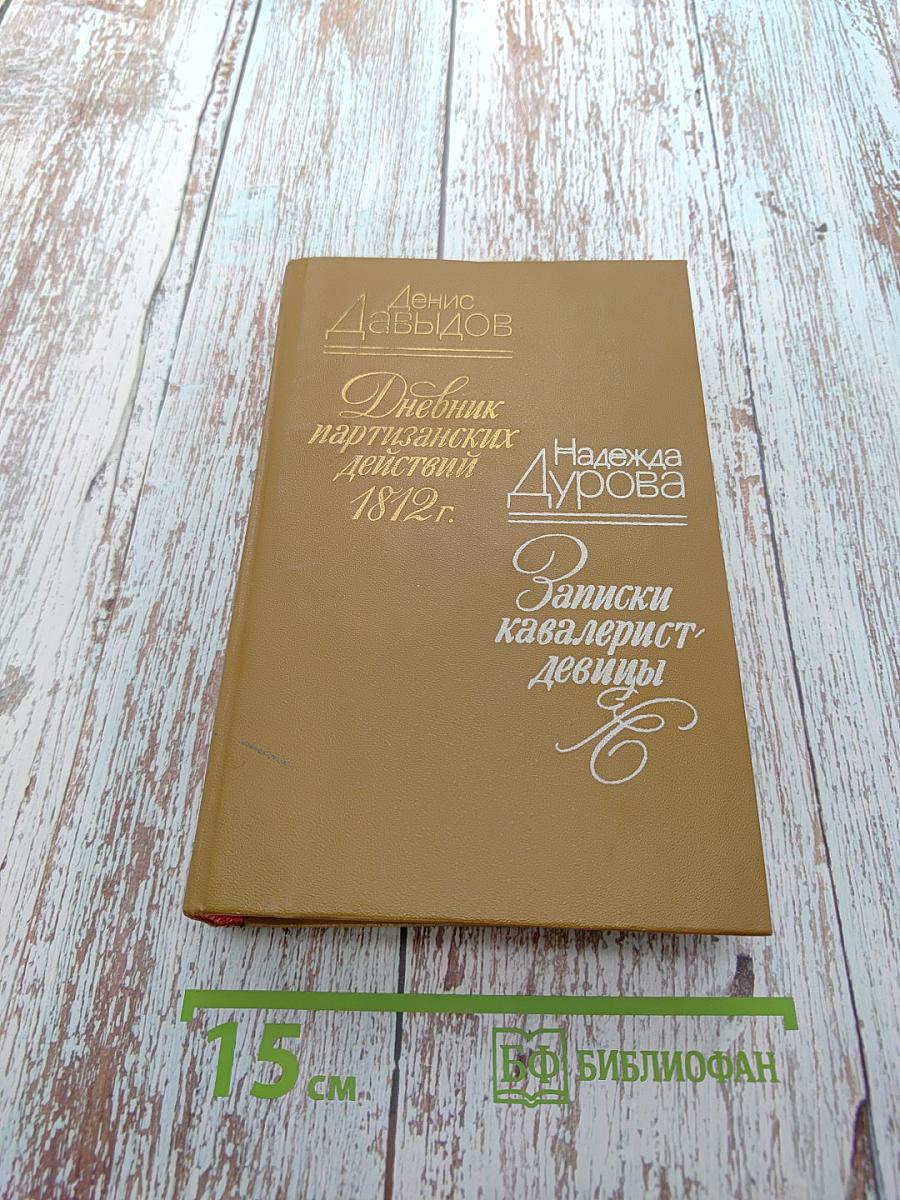 Денис
Давыдов
Дневник
партизанских
действий
1812 г.
Надежда
Дурова
Записки
кавалерист-
девицы
15 см
БФ БИБЛИОФАН